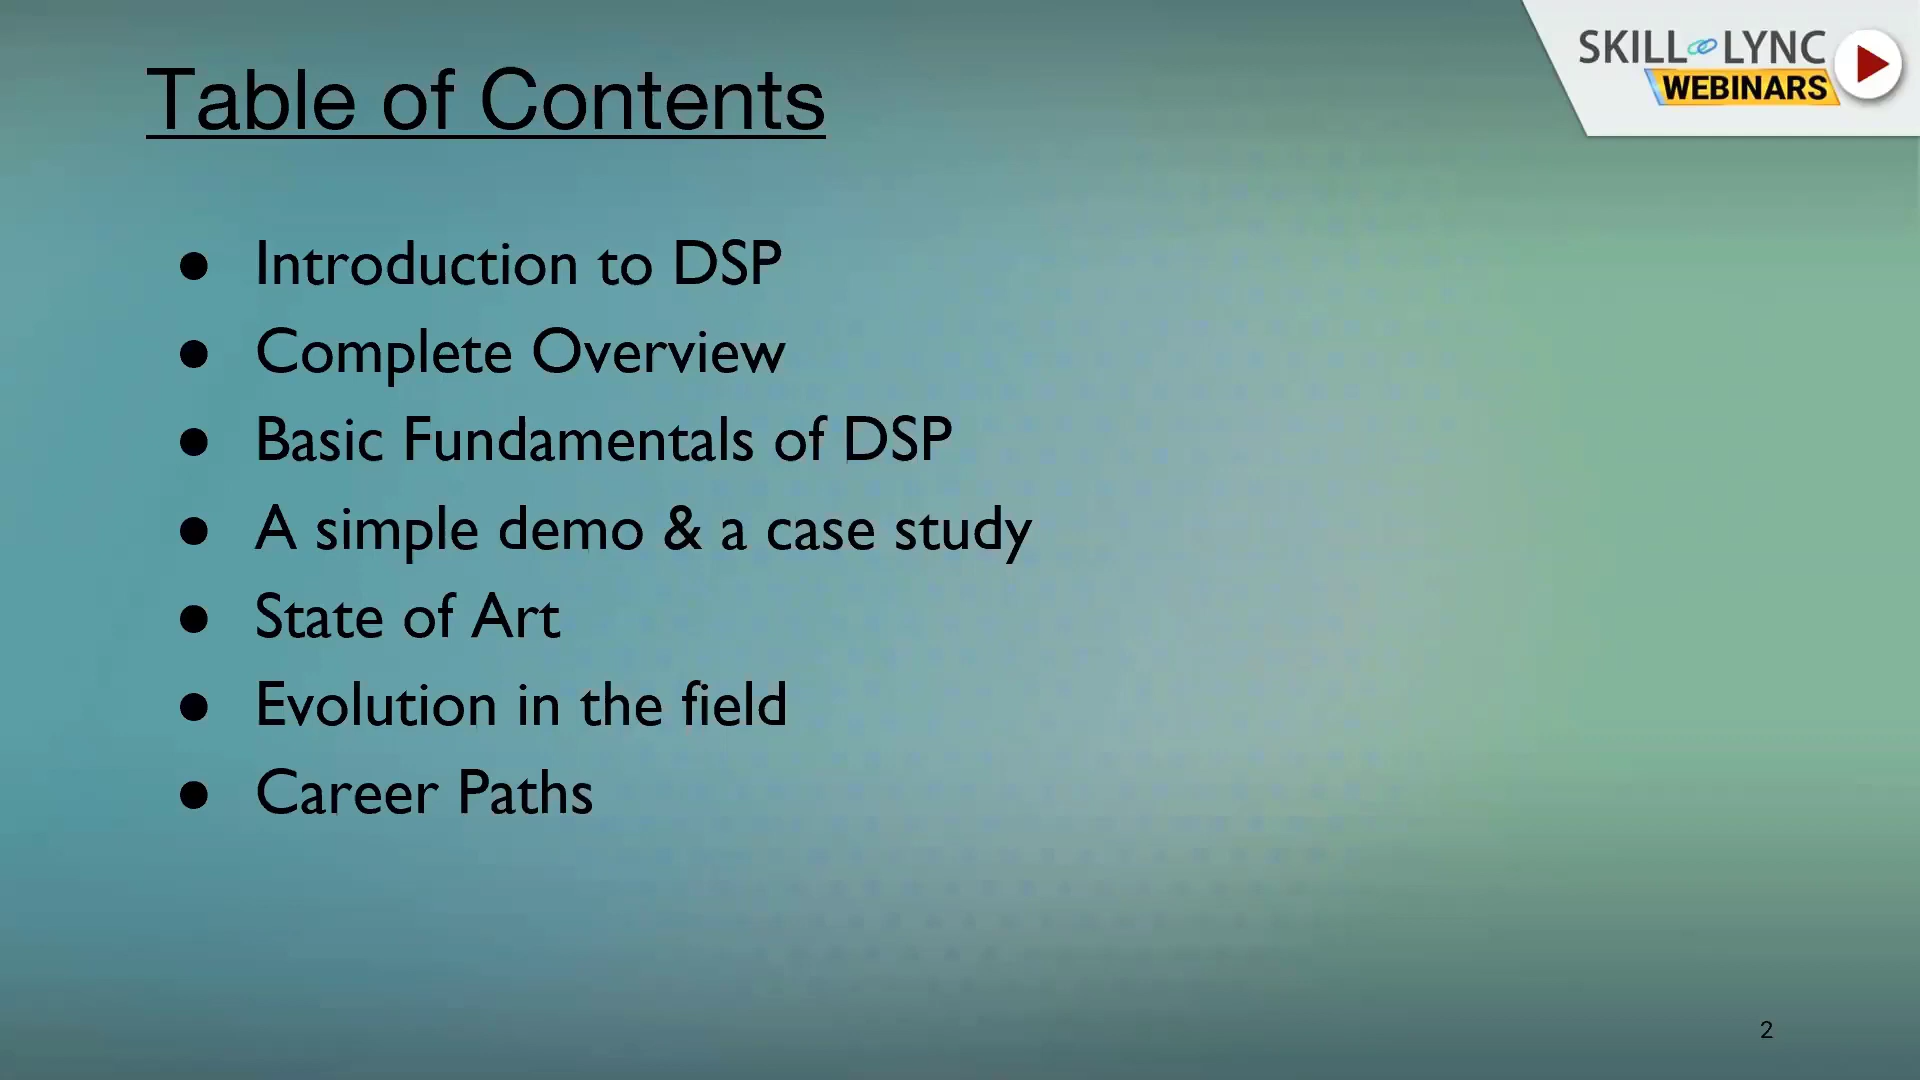 Table of Contents
SKILL LYNC
WEBINARS
● Introduction to DSP
● Complete Overview
● Basic Fundamentals of DSP
● A simple demo & a case study
● State of Art
● Evolution in the field
● Career Paths
2